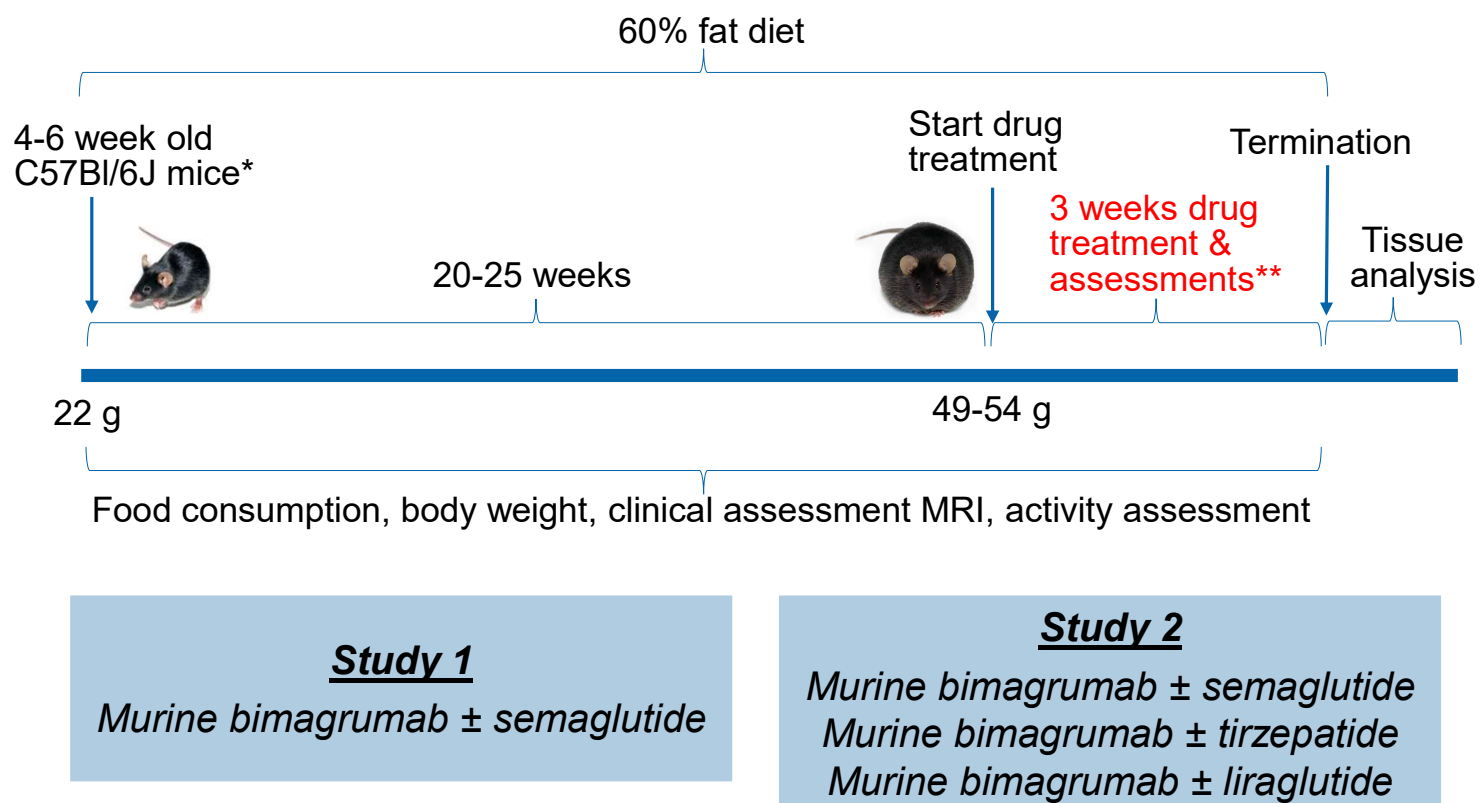 60% fat diet
4-6 week old
C57Bl/6J mice*
Start drug
treatment
Termination
20-25 weeks
3 weeks drug
treatment &
assessments**
Tissue
analysis
22 g
49-54 g
Food consumption, body weight, clinical assessment MRI, activity assessment
Study 1
Murine bimagrumab ± semaglutide
Study 2
Murine bimagrumab ± semaglutide
Murine bimagrumab ± tirzepatide
Murine bimagrumab ± liraglutide